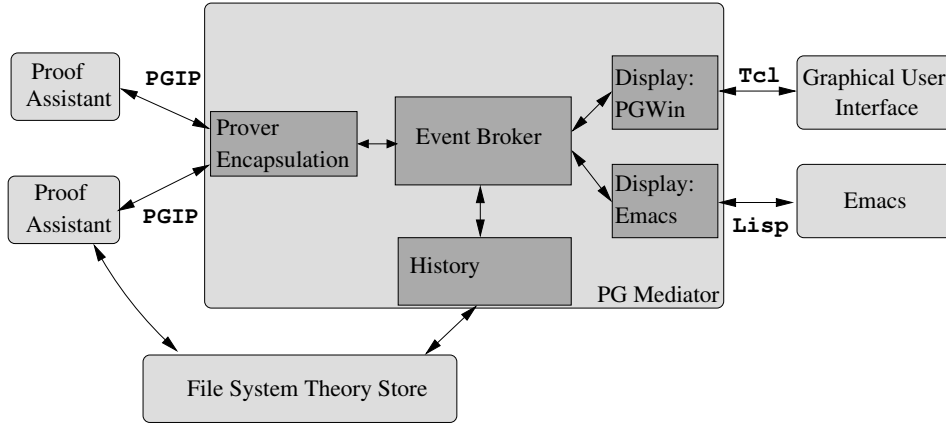 Proof
Assistant
PGIP
Prover
Encapsulation
Event Broker
Display:
PGWin
Tcl
Graphical User
Interface
Proof
Assistant
PGIP
Display:
Emacs
Lisp
Emacs
History
PG Mediator
File System Theory Store